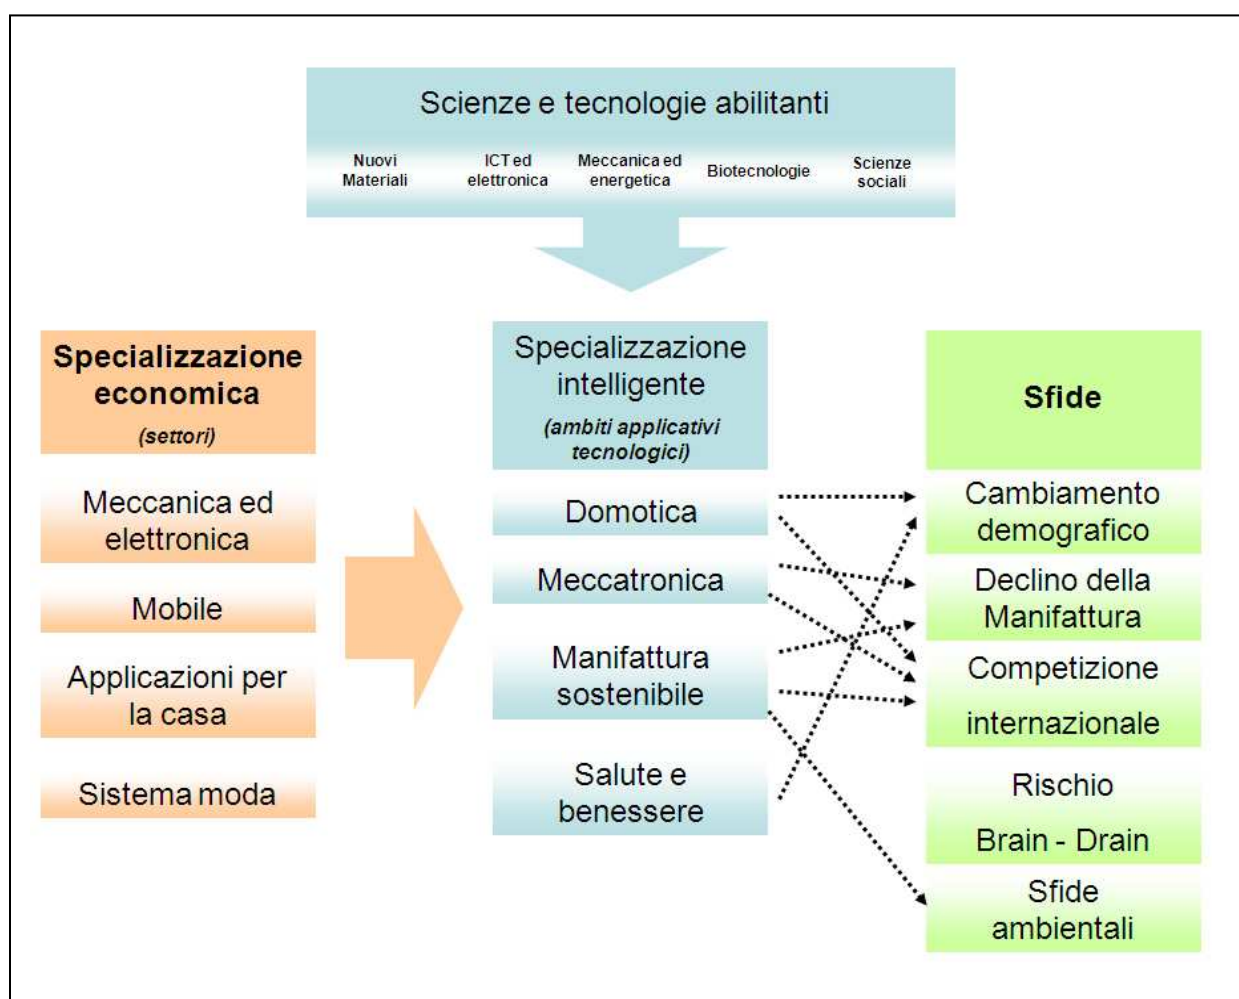 Scienze e tecnologie abilitanti
Nuovi
Materiali
ICT ed
elettronica
Meccanica ed
energetica
Biotecnologie
Scienze
sociali
Specializzazione
economica
(settori)
Meccanica ed
elettronica
Mobile
Applicazioni per
la casa
Sistema moda
Specializzazione
intelligente
(ambiti applicativi
tecnologici)
Domotica
Meccatronica
Manifattura
sostenibile
Salute e
benessere
Sfide
Cambiamento
demografico
Declino della
Manifattura
Competizione
internazionale
Rischio
Brain - Drain
Sfide
ambientali